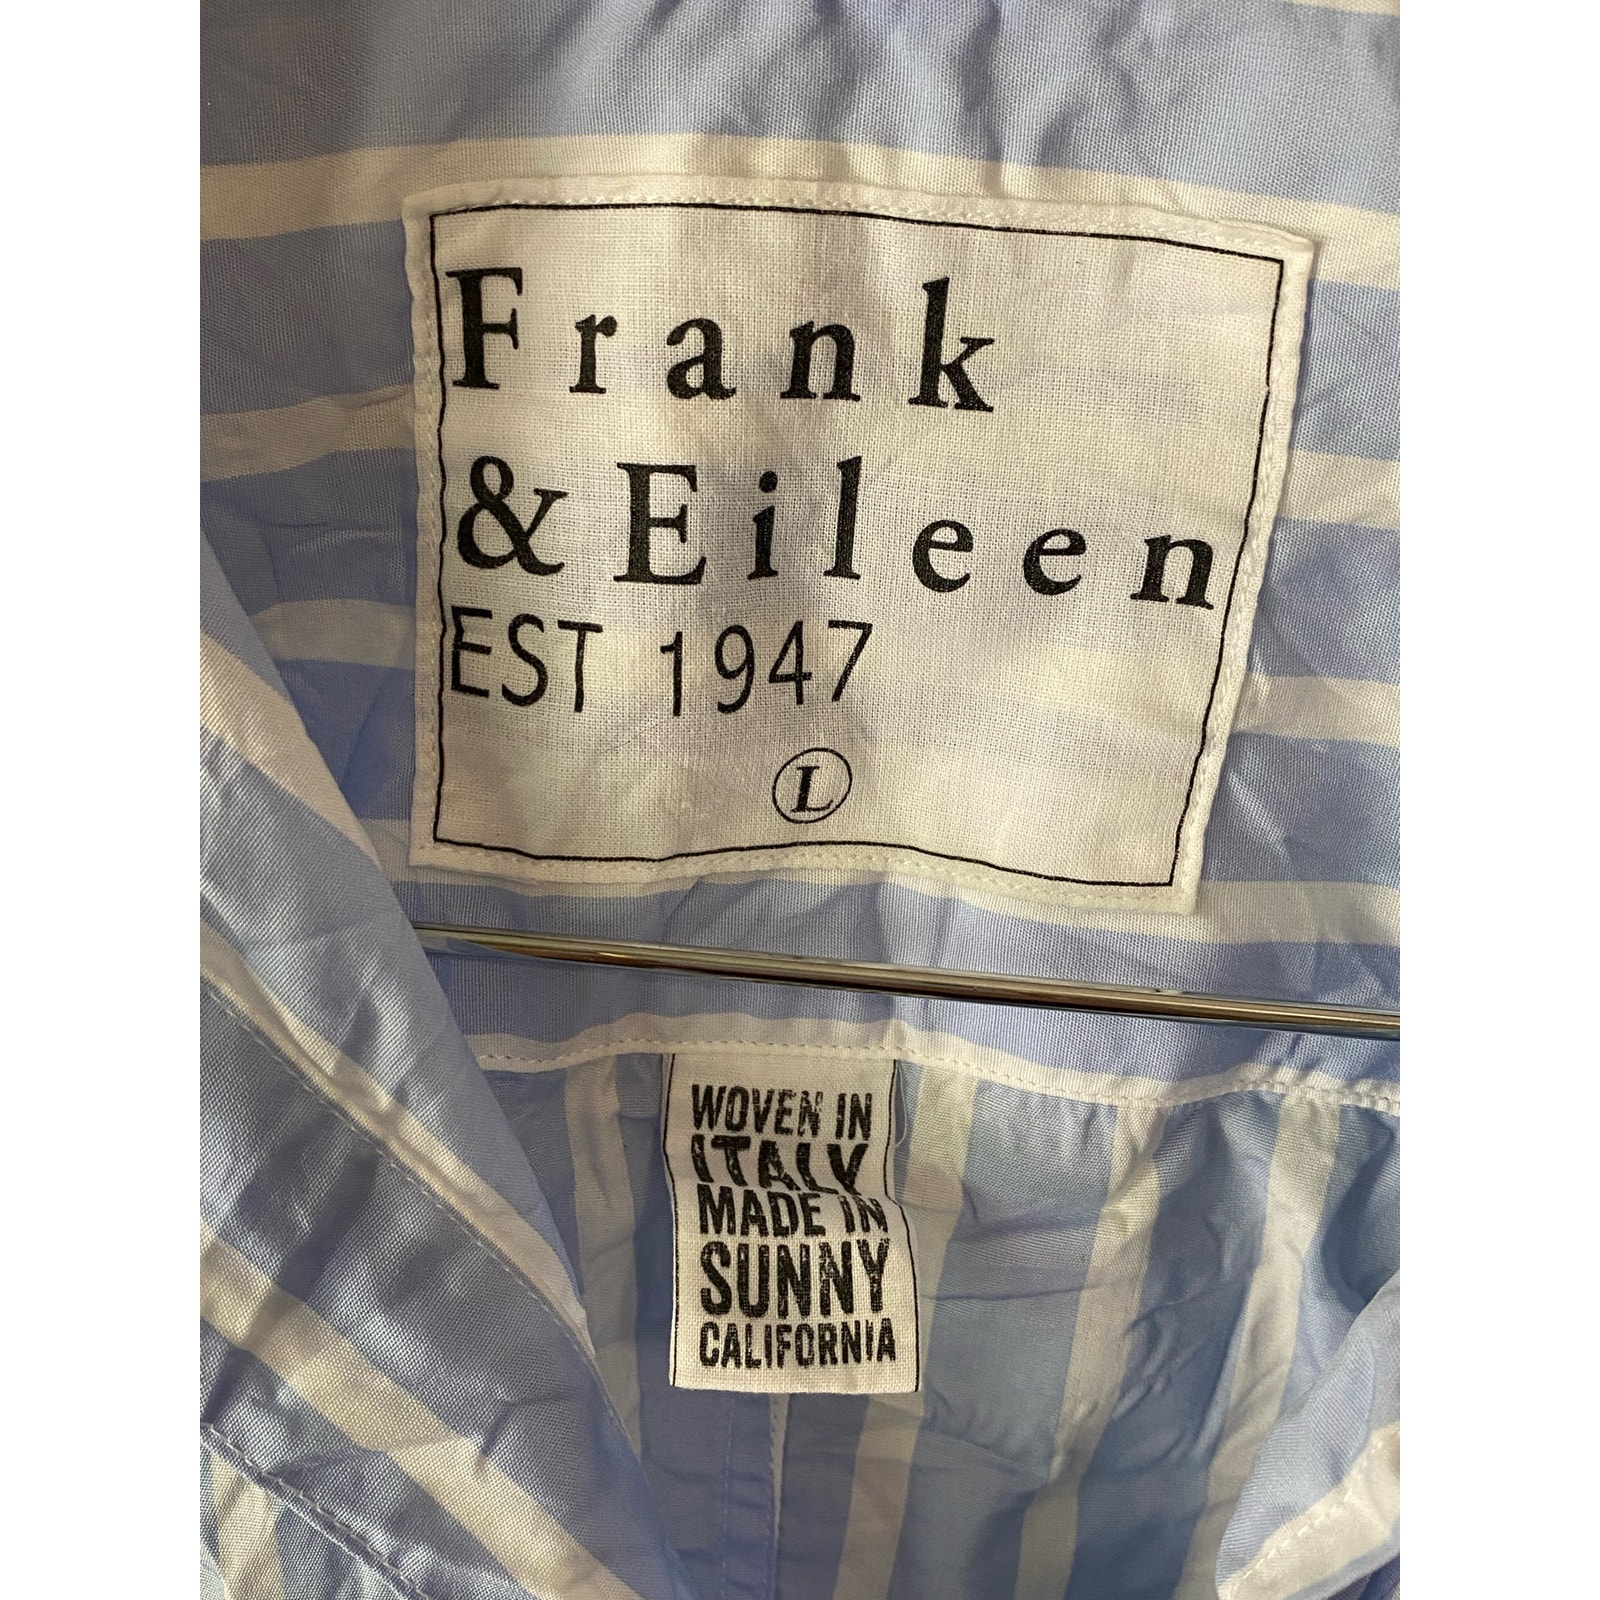 Frank
& Eileen
EST 1947
L
WOVEN IN
ITALY
MADE IN
SUNNY
CALIFORNIA